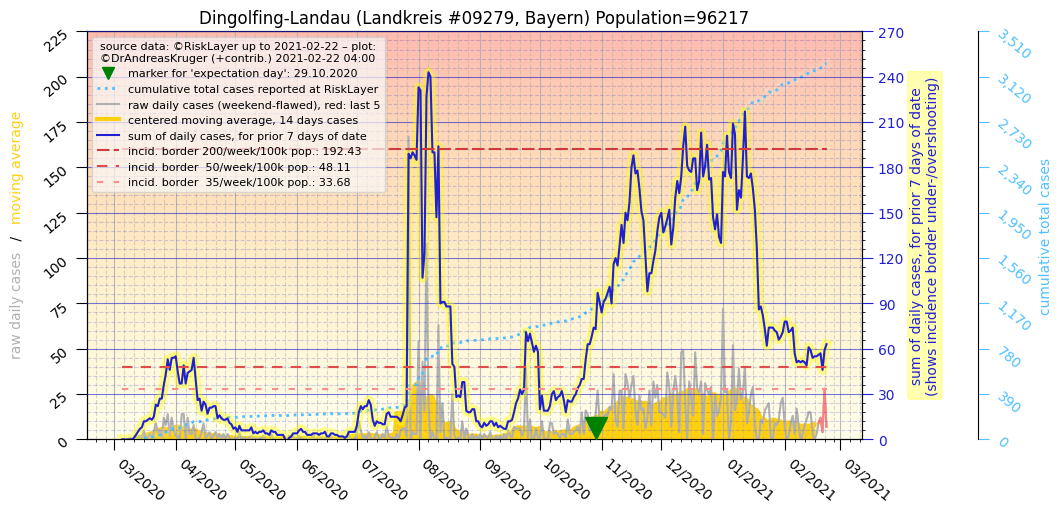 Dingolfing-Landau (Landkreis #09279, Bayern) Population=96217
source data: ©RiskLayer up to 2021-02-22 – plot:
©DrAndreasKruger (+contrib.) 2021-02-22 04:00
marker for 'expectation day': 29.10.2020
cumulative total cases reported at RiskLayer
raw daily cases (weekend-flawed), red: last 5
centered moving average, 14 days cases
sum of daily cases, for prior 7 days of date
incid. border 200/week/100k pop.: 192.43
incid. border  50/week/100k pop.: 48.11
incid. border  35/week/100k pop.: 33.68
raw daily cases / moving average
225
200
175
150
125
100
75
50
25
0
03/2020
04/2020
05/2020
06/2020
07/2020
08/2020
09/2020
10/2020
11/2020
12/2020
01/2021
02/2021
03/2021
270
240
210
180
150
120
90
60
30
0
sum of daily cases, for prior 7 days of date
(shows incidence border under-/overshooting)
3,510
3,120
2,730
2,340
1,950
1,560
1,170
780
390
0
cumulative total cases